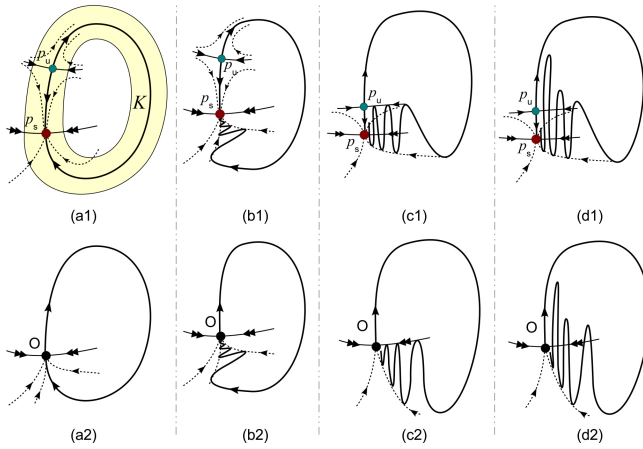 p_u
K
p_s
(a1)
p_u
p_s
(b1)
p_u
p_s
(c1)
p_u
p_s
(d1)
O
(a2)
O
(b2)
O
(c2)
O
(d2)